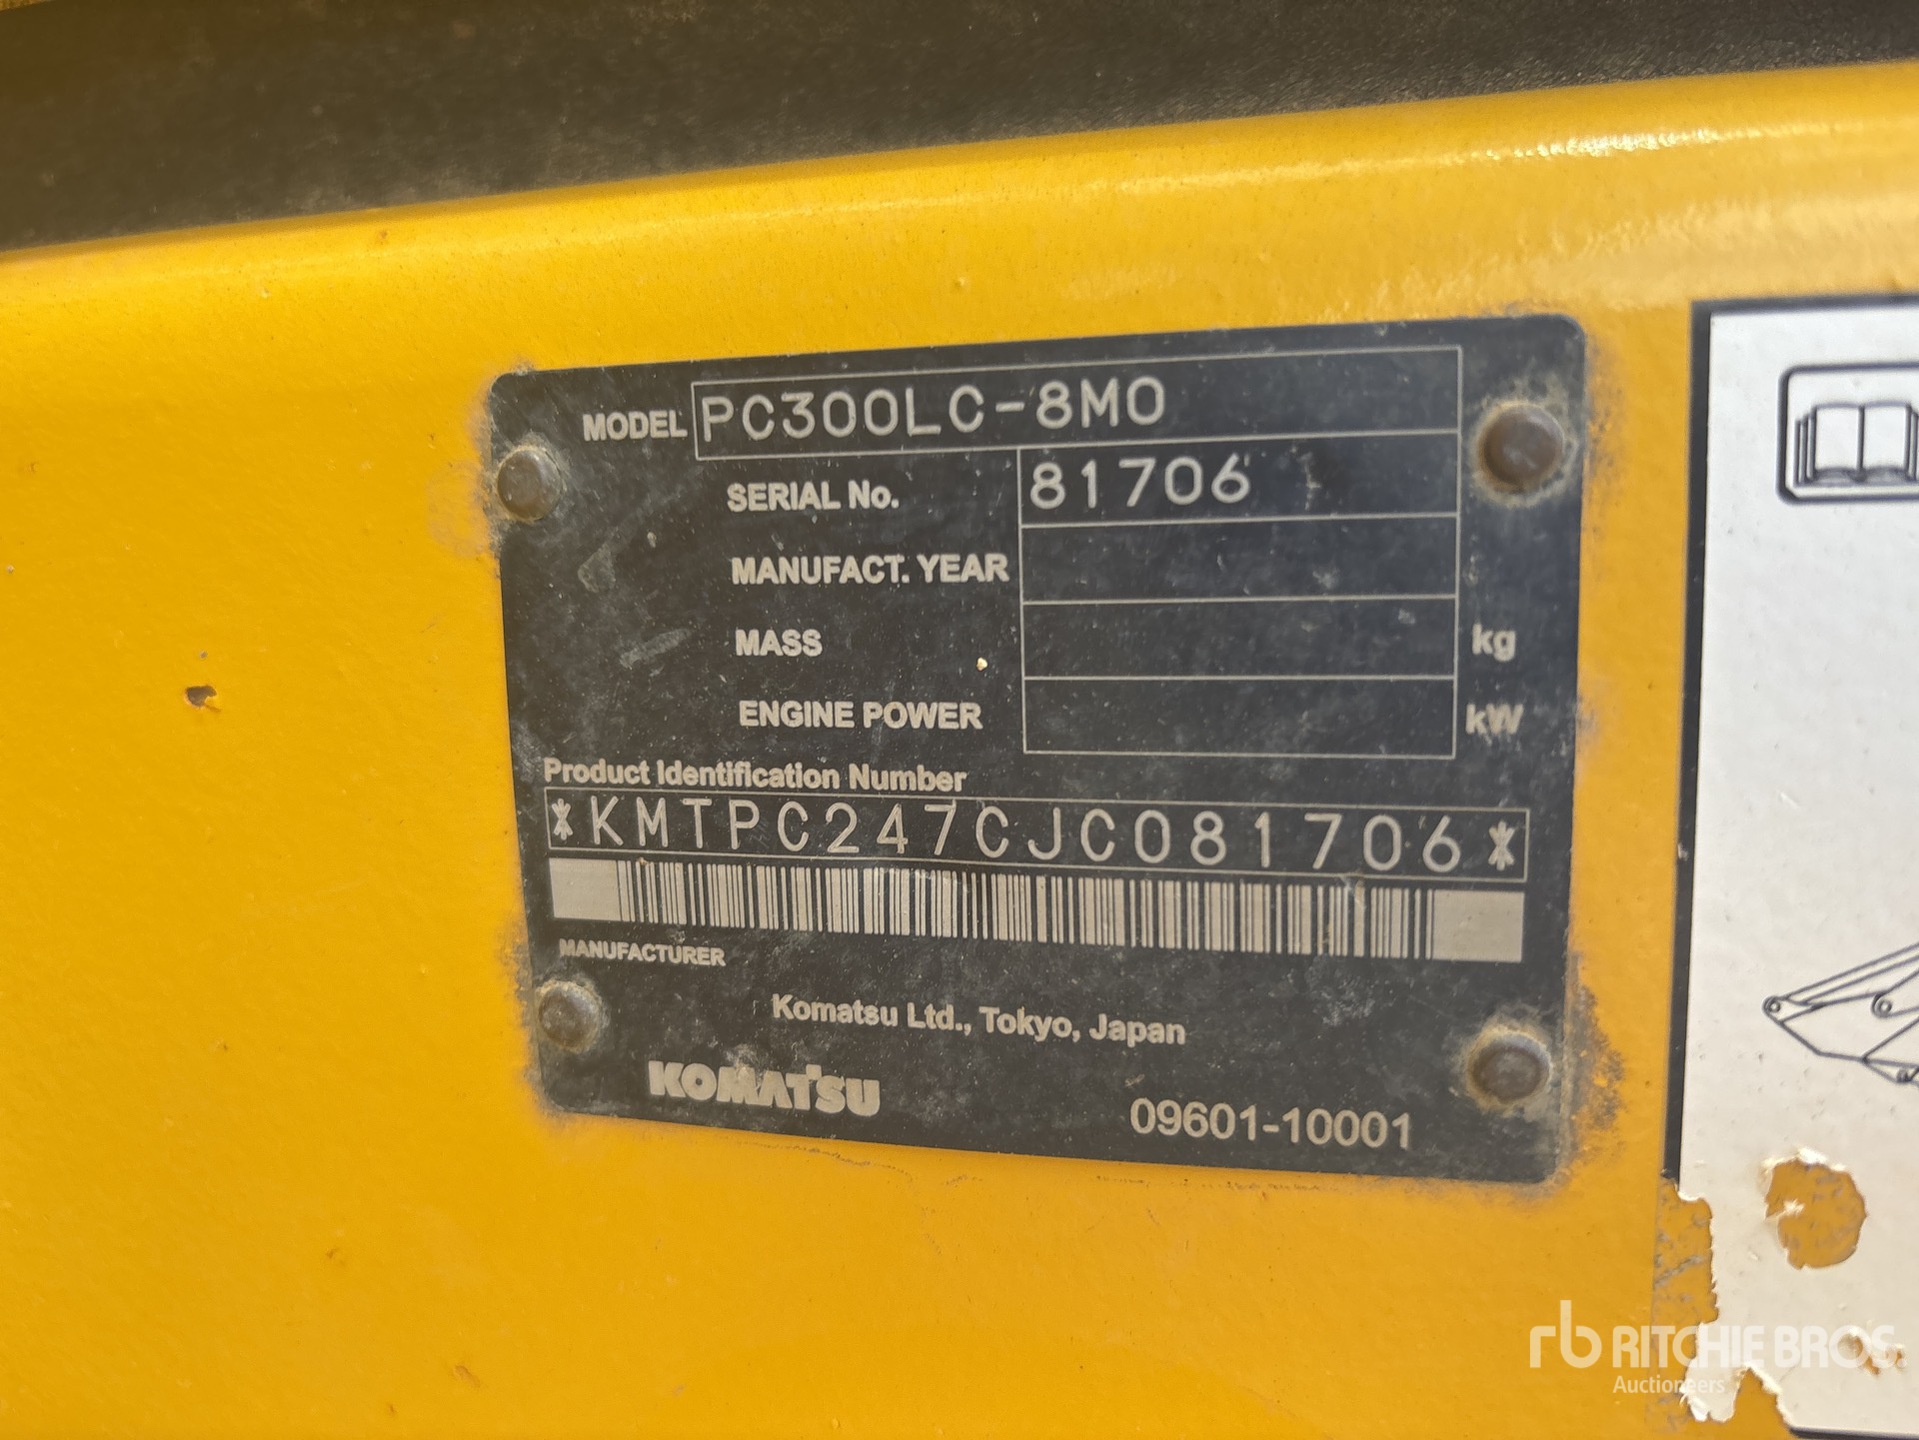 MODEL PC300LC-8M0
SERIAL No. 81706
MANUFACT. YEAR
MASS kg
ENGINE POWER kW
Product Identification Number
*KMTPC247CJC081706*
MANUFACTURER
Komatsu Ltd., Tokyo, Japan
KOMATSU
09601-10001
rb RITCHIE BROS.
Auctioneers